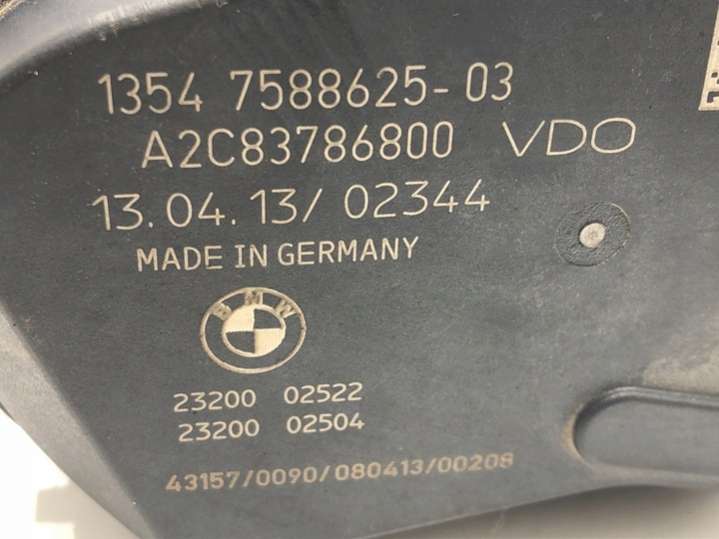 1354 7588625-03
A2C83786800 VDO
13.04.13/ 02344
MADE IN GERMANY
BMW
23200 02522
23200 02504
43157/0090/080413/00208